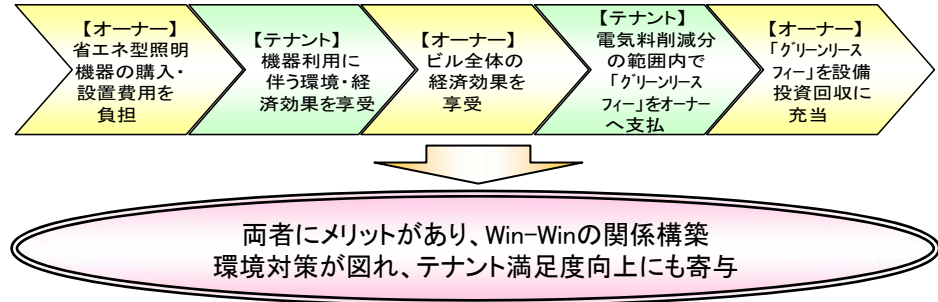 【オーナー】
省エネ型照明
機器の購入・
設置費用を
負担
【テナント】
機器利用に
伴う環境・経
済効果を享受
【オーナー】
ビル全体の
経済効果を
享受
【テナント】
電気料削減分
の範囲内で
「グリーンリース
フィー」をオーナー
へ支払
【オーナー】
「グリーンリース
フィー」を設備
投資回収に
充当
両者にメリットがあり、Win-Winの関係構築
環境対策が図れ、テナント満足度向上にも寄与